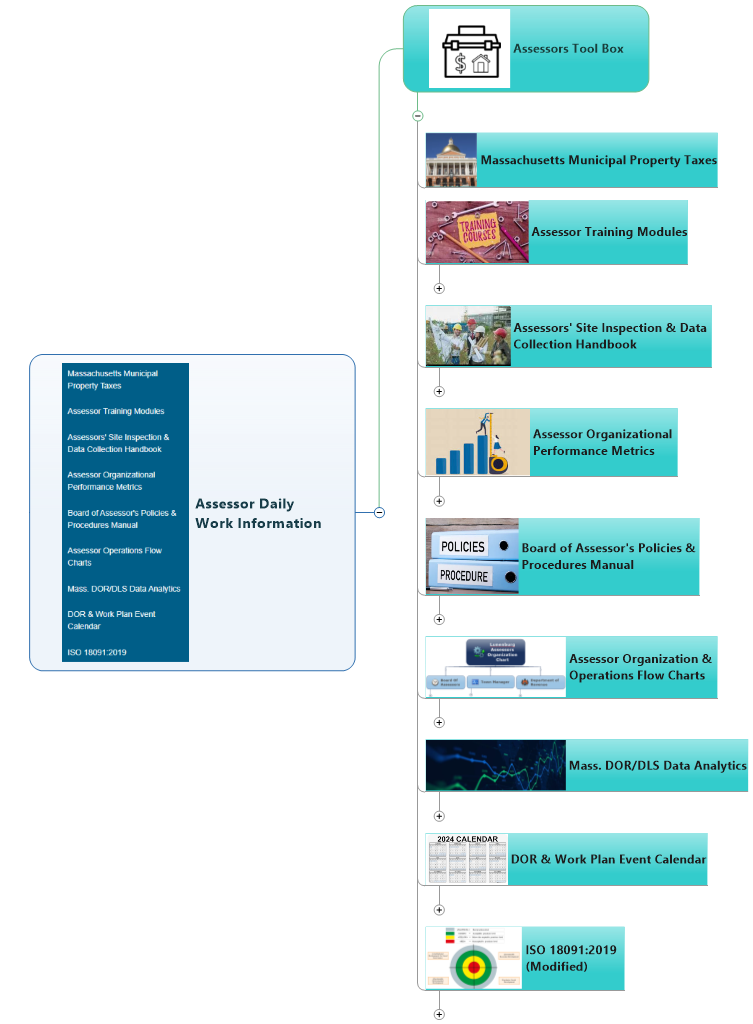 Massachusetts Municipal
Property Taxes
Assessor Training Modules
Assessors' Site Inspection &
Data Collection Handbook
Assessor Organizational
Performance Metrics
Board of Assessor's Policies &
Procedures Manual
Assessor Operations Flow
Charts
Mass. DOR/DLS Data Analytics
DOR & Work Plan Event
Calendar
ISO 18091:2019
Assessor Daily
Work Information
$
Assessors Tool Box
Massachusetts Municipal Property Taxes
TRAINING
COURSES
Assessor Training Modules
Assessors' Site Inspection & Data
Collection Handbook
Assessor Organizational
Performance Metrics
POLICIES
PROCEDURE
Board of Assessor's Policies &
Procedures Manual
Lunenburg
Assessors
Organization
Chart
Board of
Assessors
Town Manager
Department of
Revenue
Assessor Organization &
Operations Flow Charts
Mass. DOR/DLS Data Analytics
2024 CALENDAR
DOR & Work Plan Event Calendar
ISO 18091:2019
(Modified)